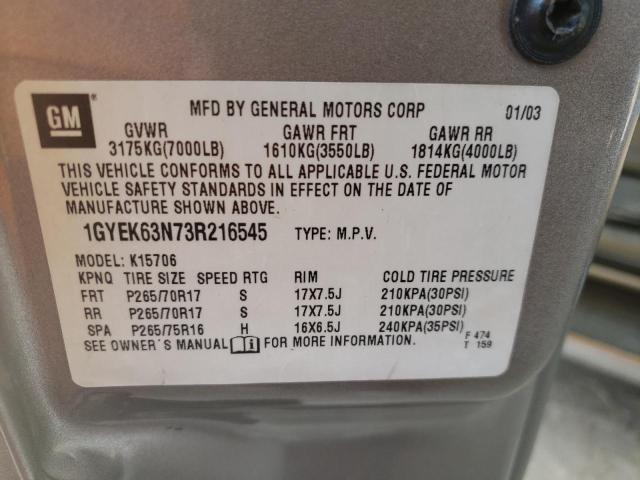 GM ® MFD BY GENERAL MOTORS CORP 01/03
GVWR GAWR FRT GAWR RR
3175KG(7000LB) 1610KG(3550LB) 1814KG(4000LB)
THIS VEHICLE CONFORMS TO ALL APPLICABLE U.S. FEDERAL MOTOR
VEHICLE SAFETY STANDARDS IN EFFECT ON THE DATE OF
MANUFACTURE SHOWN ABOVE.
1GYEK63N73R216545 TYPE: M.P.V.
MODEL: K15706
KPNQ TIRE SIZE SPEED RTG RIM COLD TIRE PRESSURE
FRT P265/70R17 S 17X7.5J 210KPA(30PSI)
RR P265/70R17 S 17X7.5J 210KPA(30PSI)
SPA P265/75R16 H 16X6.5J 240KPA(35PSI)
SEE OWNER'S MANUAL FOR MORE INFORMATION.
F 474
T 159